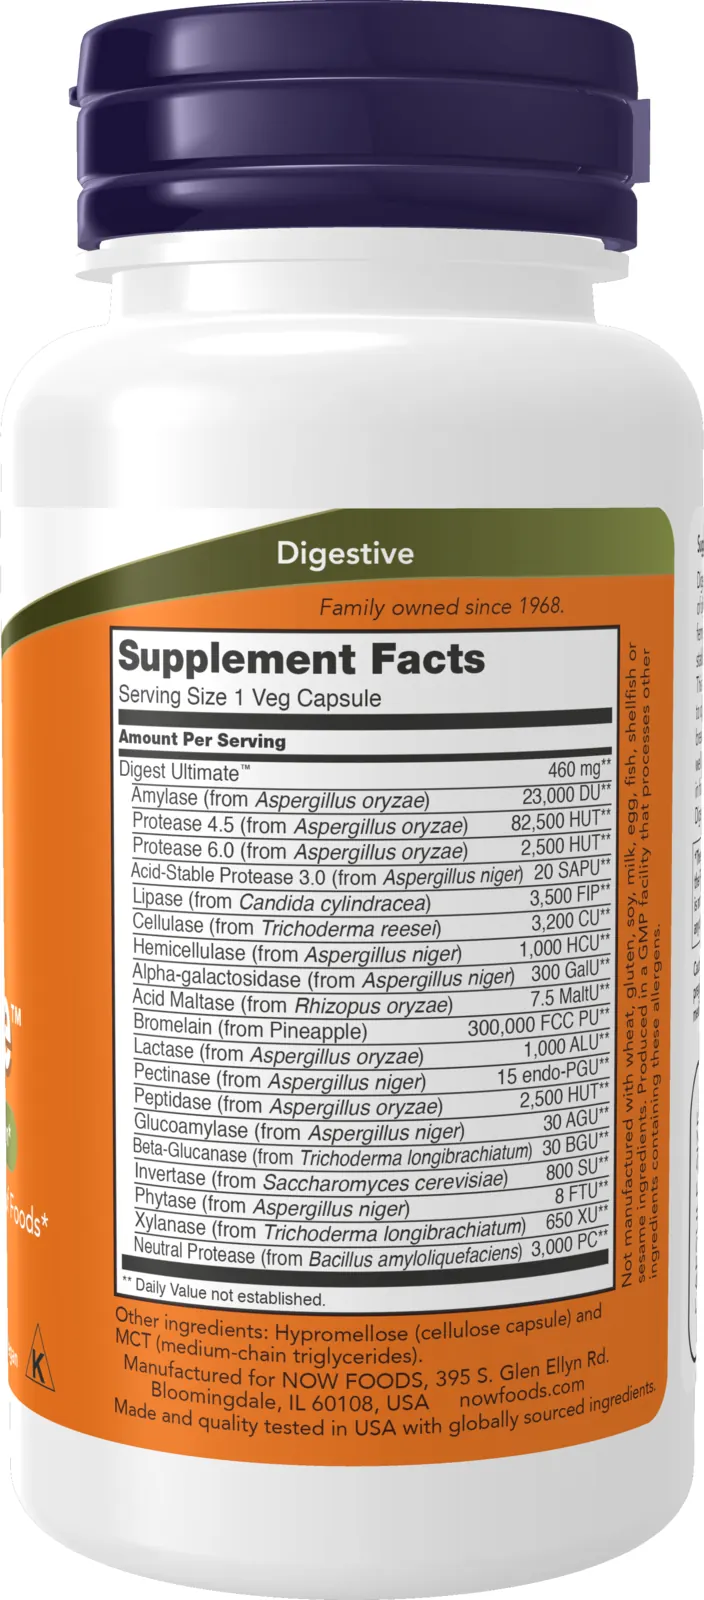 Digestive
Family owned since 1968.
Supplement Facts
Serving Size 1 Veg Capsule
Amount Per Serving
Digest Ultimate™ 460 mg**
Amylase (from Aspergillus oryzae) 23,000 DU**
Protease 4.5 (from Aspergillus oryzae) 82,500 HUT**
Protease 6.0 (from Aspergillus oryzae) 2,500 HUT**
Acid-Stable Protease 3.0 (from Aspergillus niger) 20 SAPU**
Lipase (from Candida cylindracea) 3,500 FIP**
Cellulase (from Trichoderma reesei) 3,200 CU**
Hemicellulase (from Aspergillus niger) 1,000 HCU**
Alpha-galactosidase (from Aspergillus niger) 300 GalU**
Acid Maltase (from Rhizopus oryzae) 7.5 MaltU**
Bromelain (from Pineapple) 300,000 FCC PU**
Lactase (from Aspergillus oryzae) 1,000 ALU**
Pectinase (from Aspergillus niger) 15 endo-PGU**
Peptidase (from Aspergillus oryzae) 2,500 HUT**
Glucoamylase (from Aspergillus niger) 30 AGU**
Beta-Glucanase (from Trichoderma longibrachiatum) 30 BGU**
Invertase (from Saccharomyces cerevisiae) 800 SU**
Phytase (from Aspergillus niger) 8 FTU**
Xylanase (from Trichoderma longibrachiatum) 650 XU**
Neutral Protease (from Bacillus amyloliquefaciens) 3,000 PC**
** Daily Value not established.
Other ingredients: Hypromellose (cellulose capsule) and
MCT (medium-chain triglycerides).
Manufactured for NOW FOODS, 395 S. Glen Ellyn Rd.
Bloomingdale, IL 60108, USA nowfoods.com
Made and quality tested in USA with globally sourced ingredients.
Not manufactured with wheat, gluten, soy, milk, egg, fish, shellfish or
sesame ingredients. Produced in a GMP facility that processes other
ingredients containing these allergens.
Foods*
K